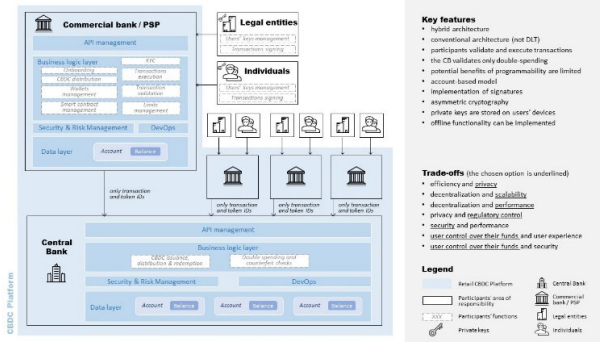 Commercial bank / PSP
API management
Business logic layer
KYC
Onboarding
CBDC distribution
Transactions
execution
Wallets
management
Transaction
validation
Smart contract
management
Limits
management
Security & Risk Management
DevOps
Data layer
Account
Balance
Legal entities
Users' keys management
Transactions signing
Individuals
Users' keys management
Transactions signing
only transaction
and token IDs
only transaction
and token IDs
only transaction
and token IDs
only transaction
and token IDs
Central
Bank
API management
Business logic layer
CBDC issuance,
distribution & redemption
Double spending and
counterfeit checks
Security & Risk Management
DevOps
Data layer
Account
Balance
Account
Balance
Account
Balance
CBDC Platform
Key features
• hybrid architecture
• conventional architecture (not DLT)
• participants validate and execute transactions
• the CB validates only double-spending
• potential benefits of programmability are limited
• account-based model
• implementation of signatures
• asymmetric cryptography
• private keys are stored on users' devices
• offline functionality can be implemented
Trade-offs (the chosen option is underlined)
• efficiency and privacy
• decentralization and scalability
• decentralization and performance
• privacy and regulatory control
• security and performance
• user control over their funds and user experience
• user control over their funds and security
Legend
Retail CBDC Platform
Central Bank
Participants' area of
responsibility
Commercial
bank / PSP
XXX
Participants' functions
Legal entities
Private keys
Individuals